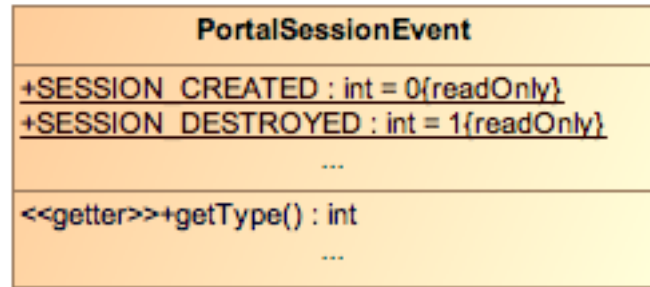 PortalSessionEvent
+SESSION_CREATED : int = 0{readOnly}
+SESSION_DESTROYED : int = 1{readOnly}
...
<<getter>>+getType() : int
...